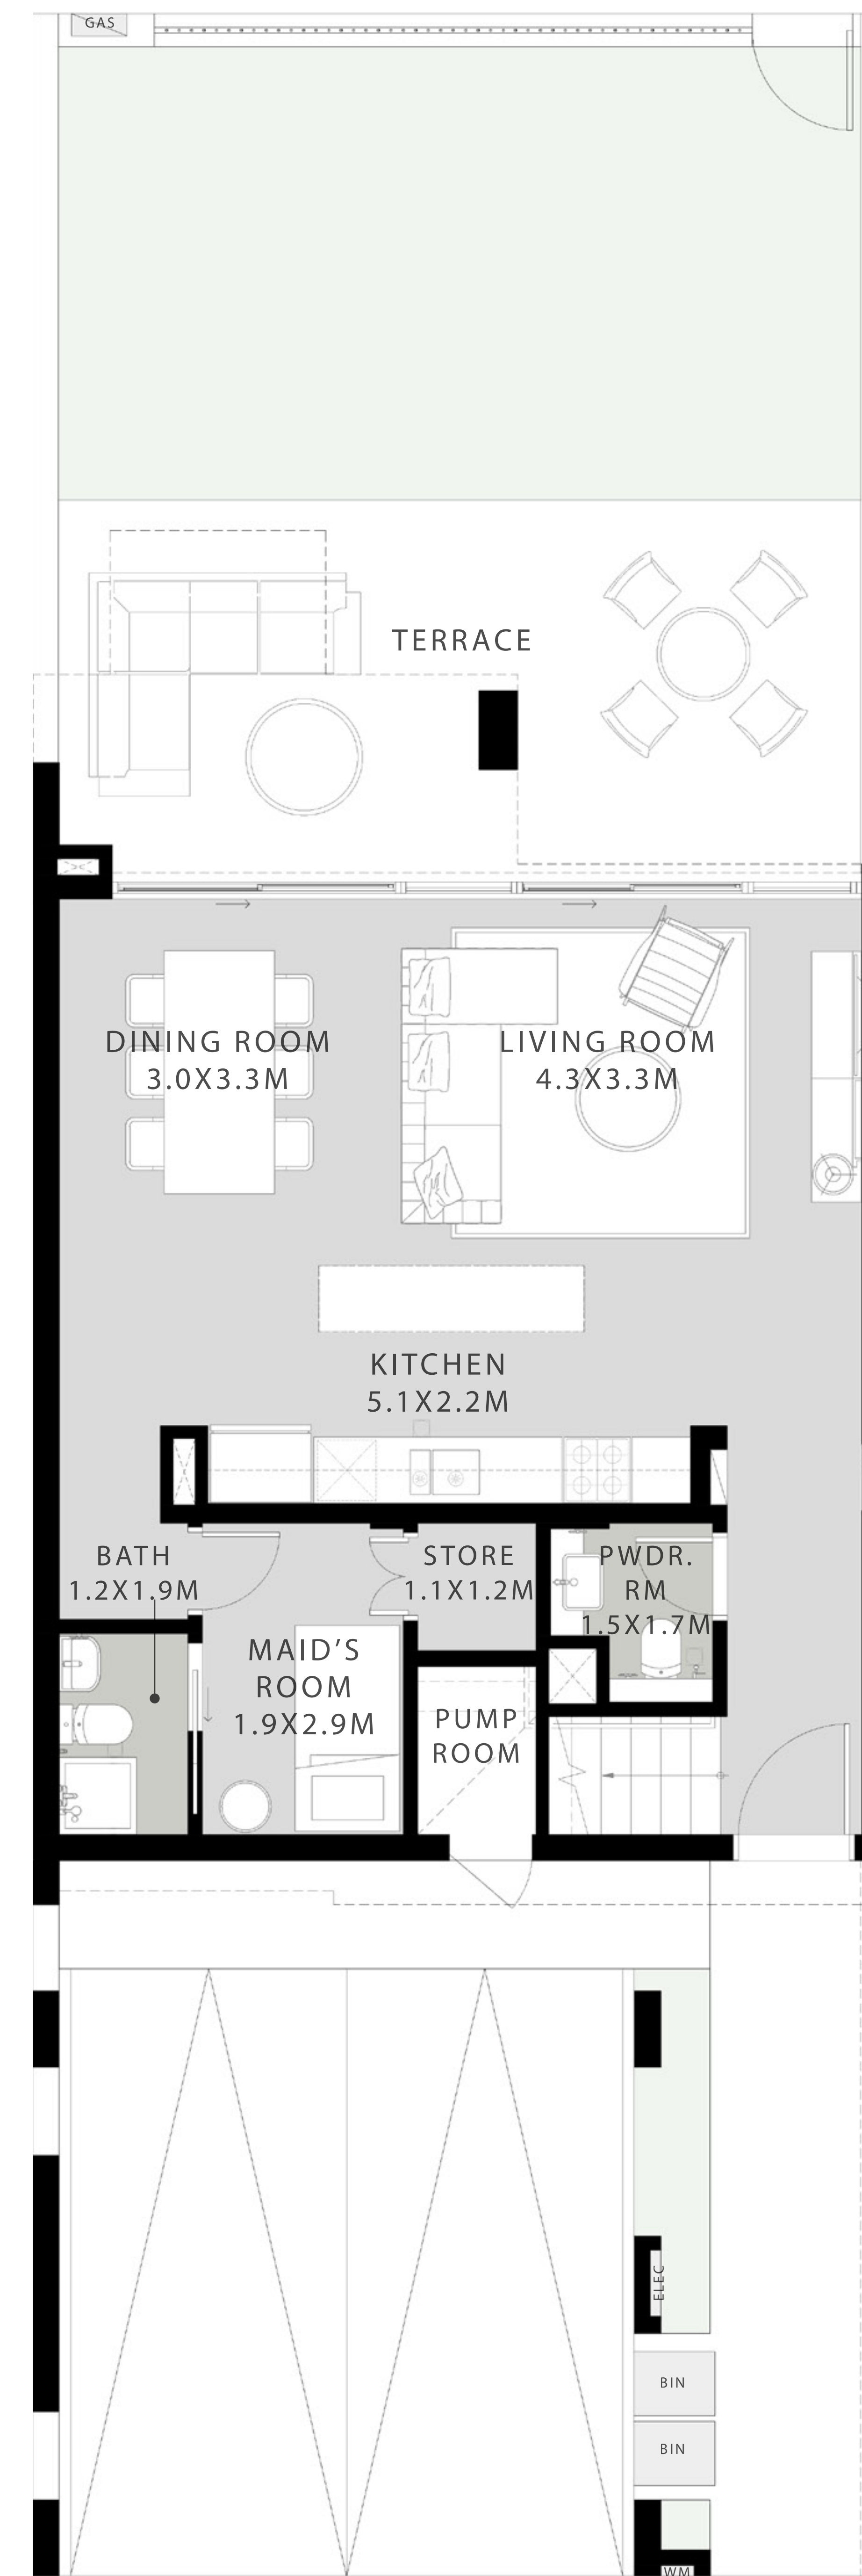 GAS
TERRACE
DINING ROOM
3.0X3.3M
LIVING ROOM
4.3X3.3M
KITCHEN
5.1X2.2M
BATH
1.2X1.9M
STORE
1.1X1.2M
PWDR.
RM
1.5X1.7M
MAID'S
ROOM
1.9X2.9M
PUMP
ROOM
ELEC
BIN
BIN
WM